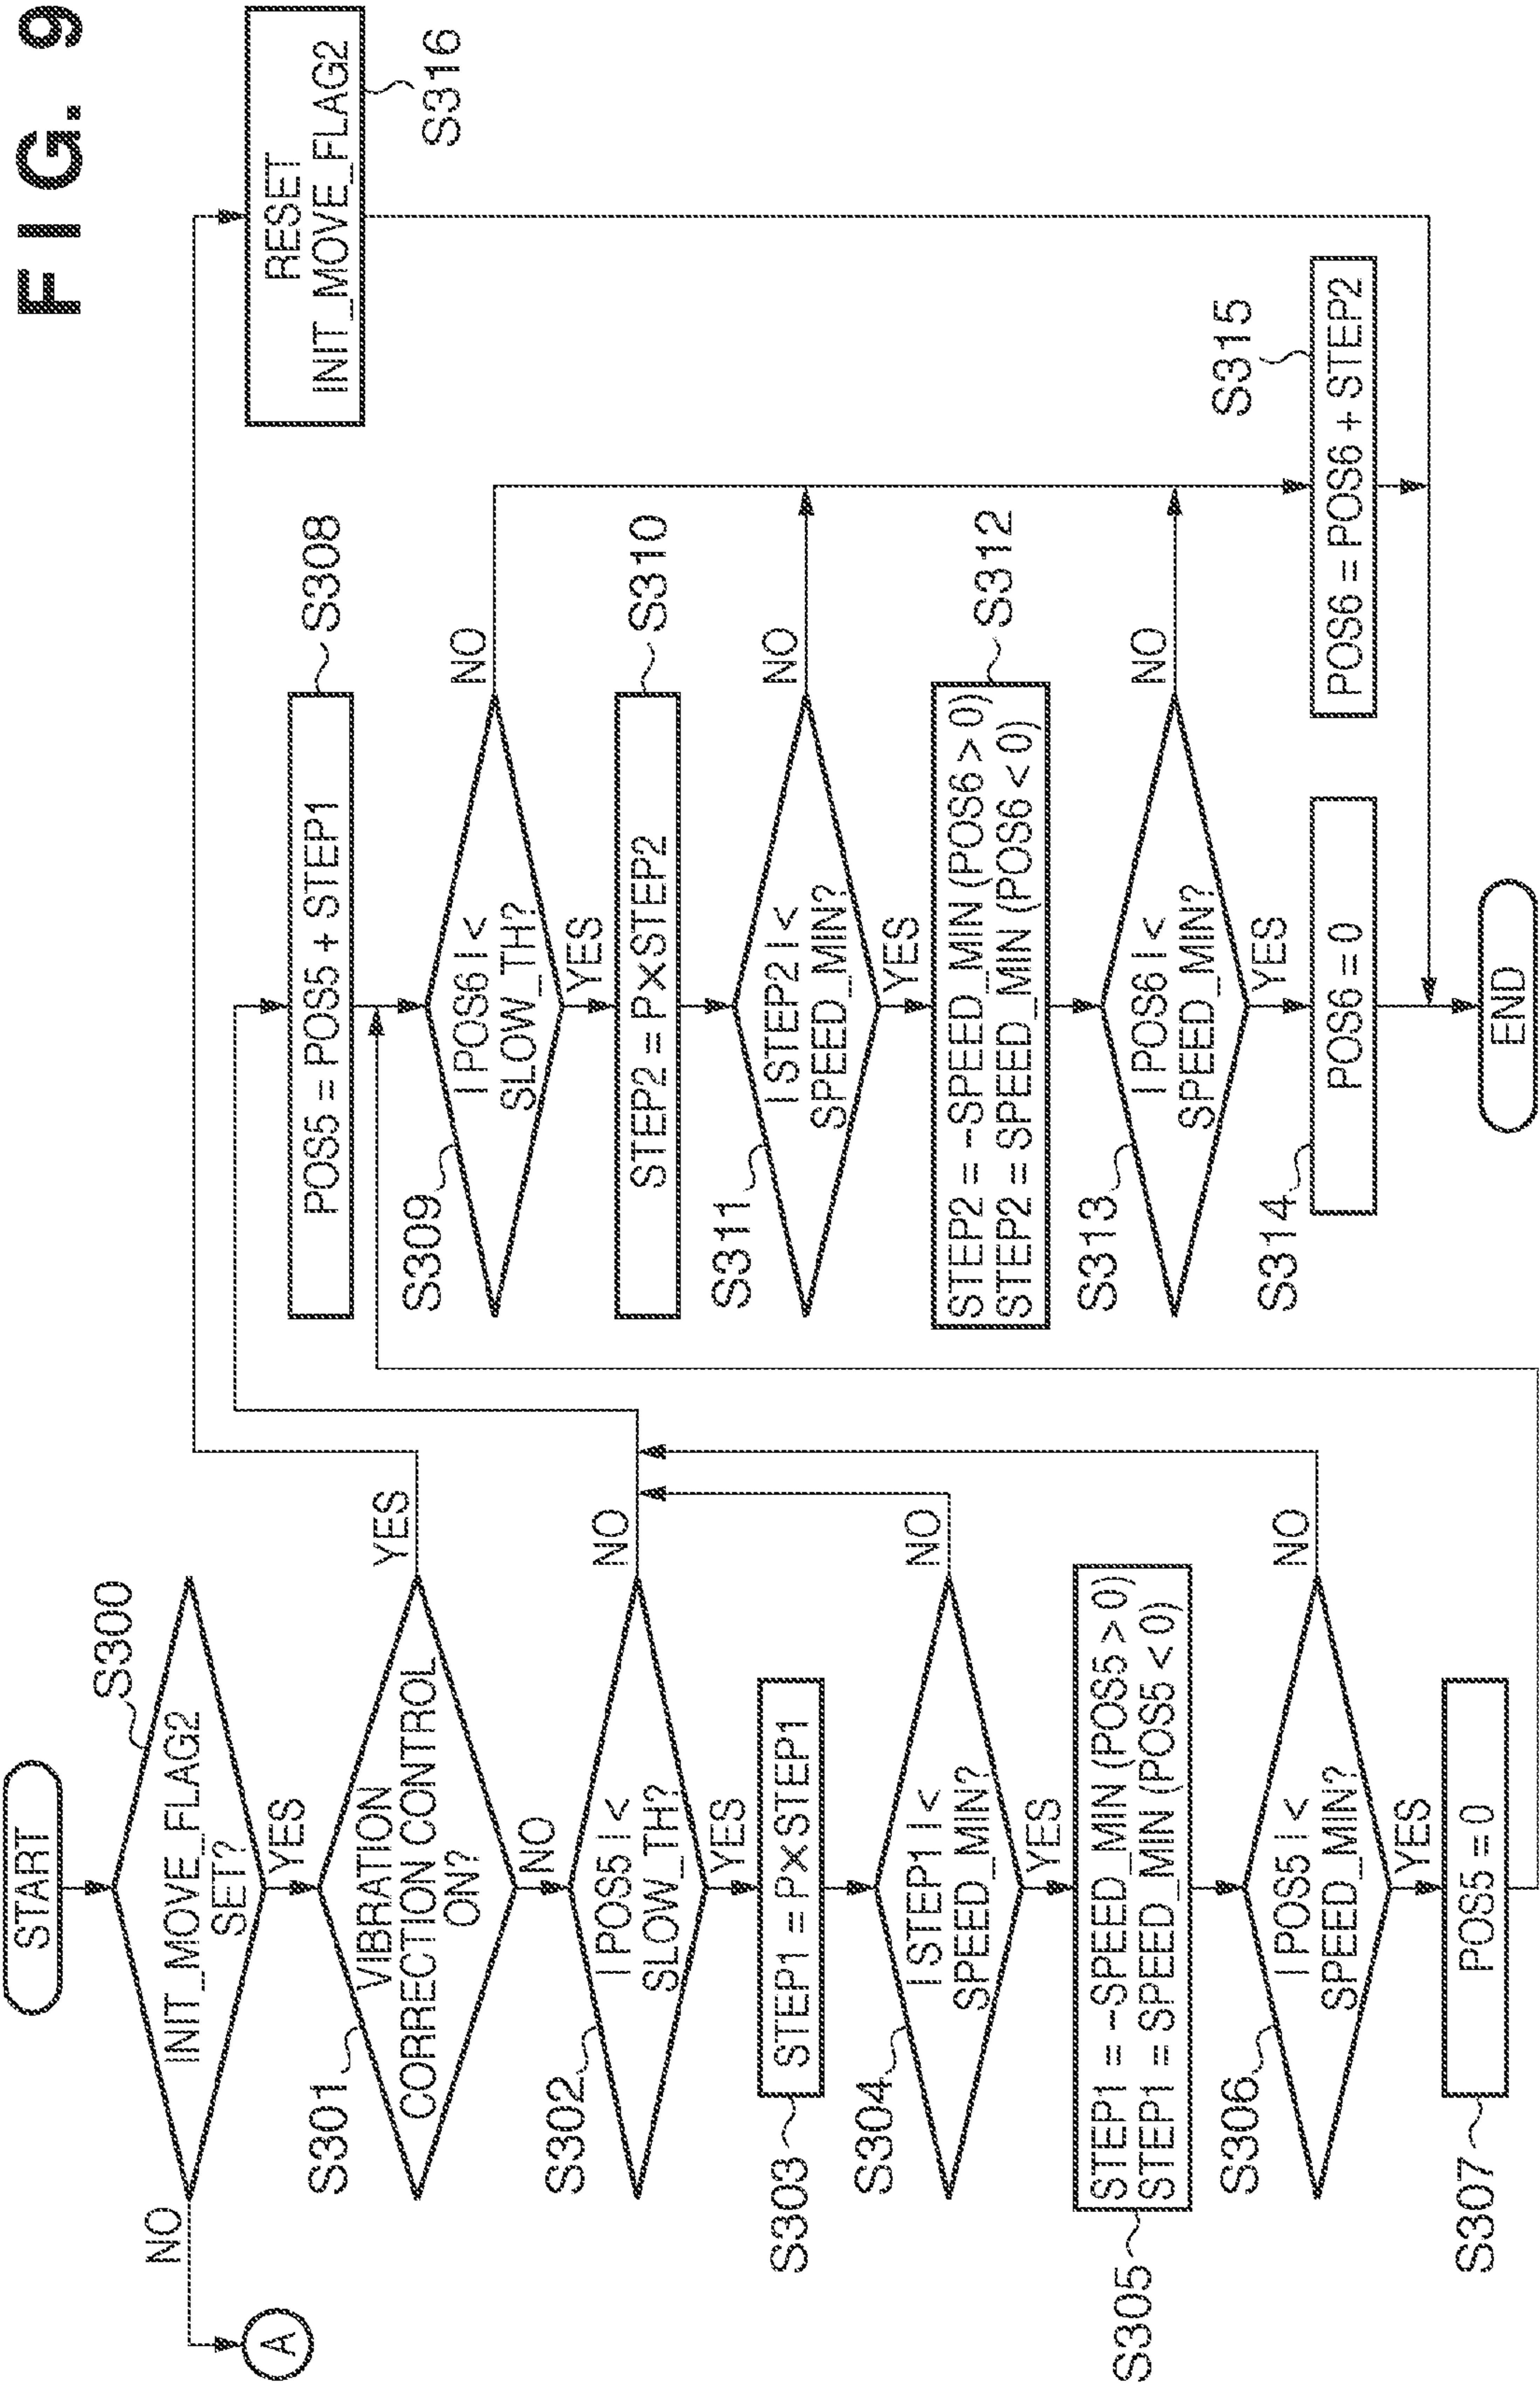 FIG. 9
START
S300
INIT_MOVE_FLAG2
SET?
NO
A
YES
S301
VIBRATION
CORRECTION CONTROL
ON?
YES
NO
S302
| POS5 | <
SLOW_TH?
NO
YES
S303
STEP1 = P×STEP1
S304
| STEP1 | <
SPEED_MIN?
NO
YES
S305
STEP1 = -SPEED_MIN (POS5 > 0)
STEP1 = SPEED_MIN (POS5 < 0)
S306
| POS5 | <
SPEED_MIN?
NO
YES
S307
POS5 = 0
S308
POS5 = POS5 + STEP1
S309
| POS6 | <
SLOW_TH?
NO
YES
S310
STEP2 = P×STEP2
S311
| STEP2 | <
SPEED_MIN?
NO
YES
S312
STEP2 = -SPEED_MIN (POS6 > 0)
STEP2 = SPEED_MIN (POS6 < 0)
S313
| POS6 | <
SPEED_MIN?
NO
YES
S314
POS6 = 0
S315
POS6 = POS6 + STEP2
RESET
INIT_MOVE_FLAG2
S316
END